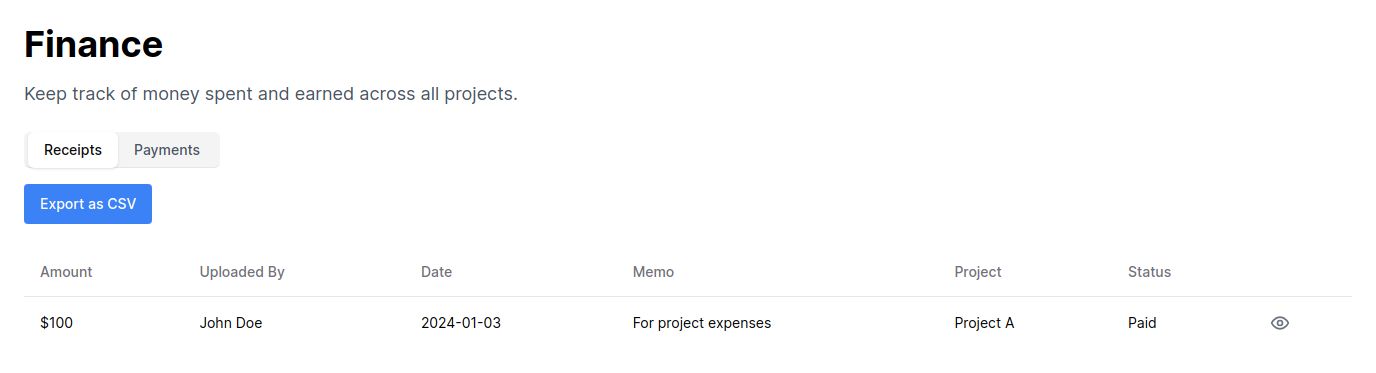 Finance
Keep track of money spent and earned across all projects.
Receipts Payments
Export as CSV
Amount Uploaded By Date Memo Project Status
$100 John Doe 2024-01-03 For project expenses Project A Paid